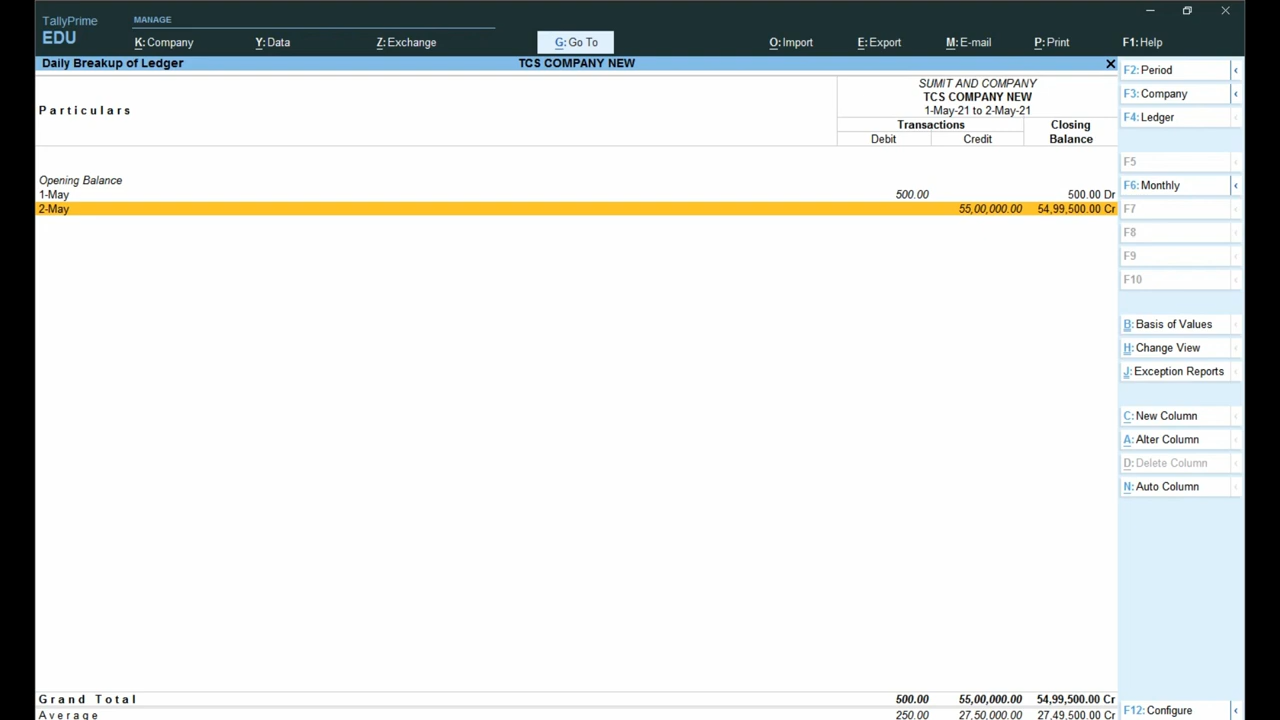 TallyPrime MANAGE
EDU K: Company Y: Data Z: Exchange G: Go To O: Import E: Export M: E-mail P: Print F1: Help
Daily Breakup of Ledger TCS COMPANY NEW
Particulars
SUMIT AND COMPANY
TCS COMPANY NEW
1-May-21 to 2-May-21
Transactions Closing
Debit Credit Balance
Opening Balance
1-May 500.00 500.00 Dr
2-May 55,00,000.00 54,99,500.00 Cr
Grand Total 500.00 55,00,000.00 54,99,500.00 Cr
Average 250.00 27,50,000.00 27,49,500.00 Cr
F2: Period
F3: Company
F4: Ledger
F5
F6: Monthly
F7
F8
F9
F10
B: Basis of Values
H: Change View
J: Exception Reports
C: New Column
A: Alter Column
D: Delete Column
N: Auto Column
F12: Configure